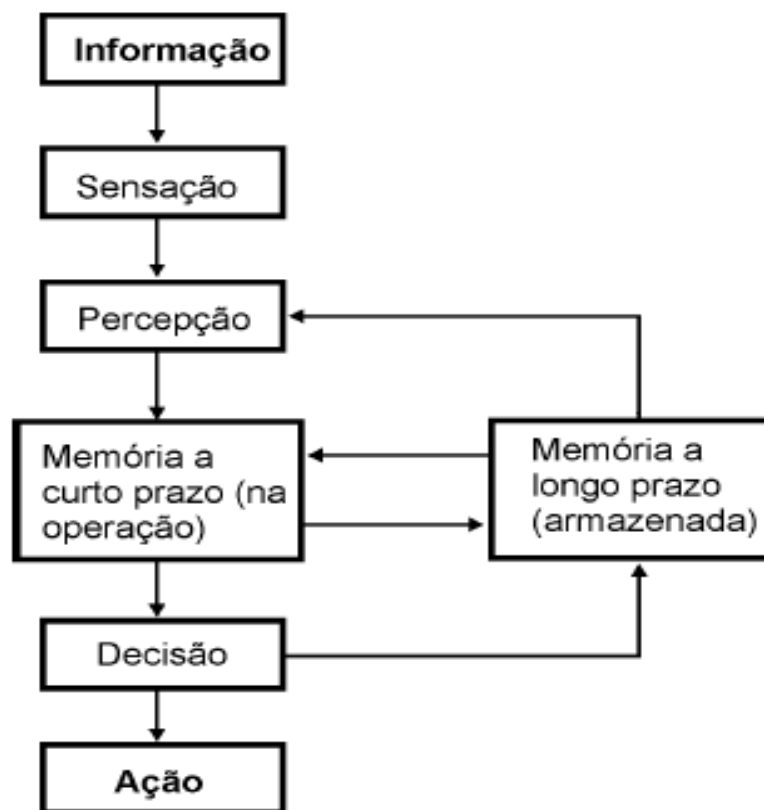 Informação
Sensação
Percepção
Memória a
curto prazo (na
operação)
Memória a
longo prazo
(armazenada)
Decisão
Ação